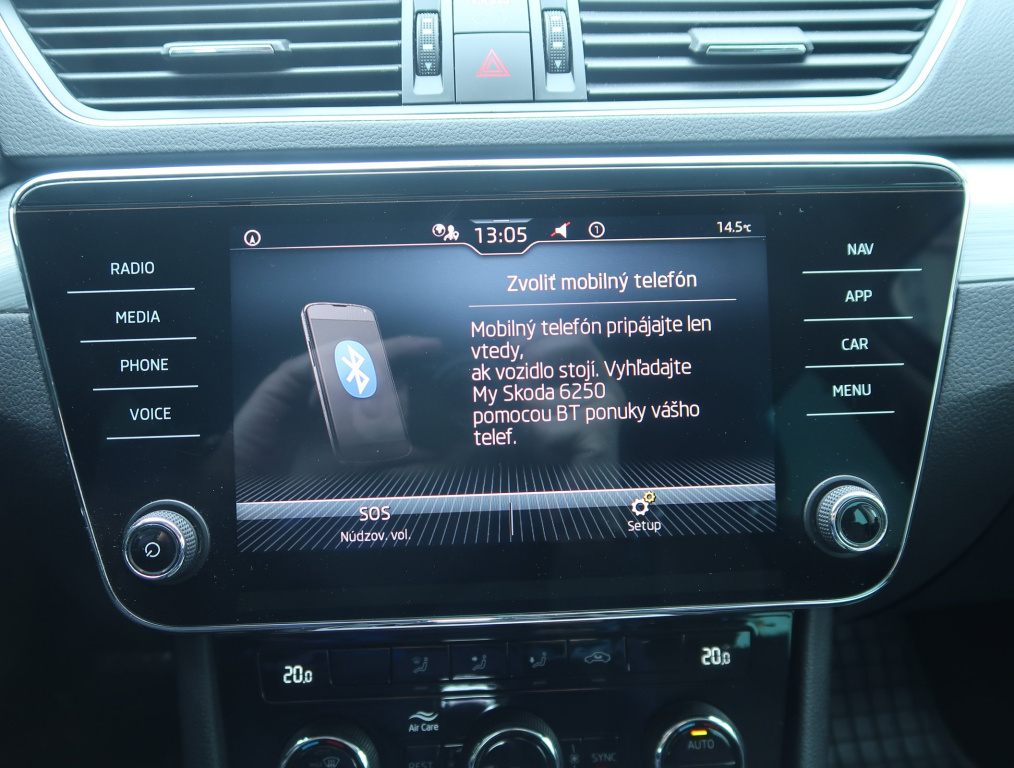 13:05
1
14.5°C
RADIO
MEDIA
PHONE
VOICE
Zvoliť mobilný telefón
Mobilný telefón pripájajte len
vtedy,
ak vozidlo stojí. Vyhľadajte
My Skoda 6250
pomocou BT ponuky vášho
telef.
SOS
Núdzov. vol.
Setup
NAV
APP
CAR
MENU
20.0
20.0
Air Care
REST
SYNC
AUTO